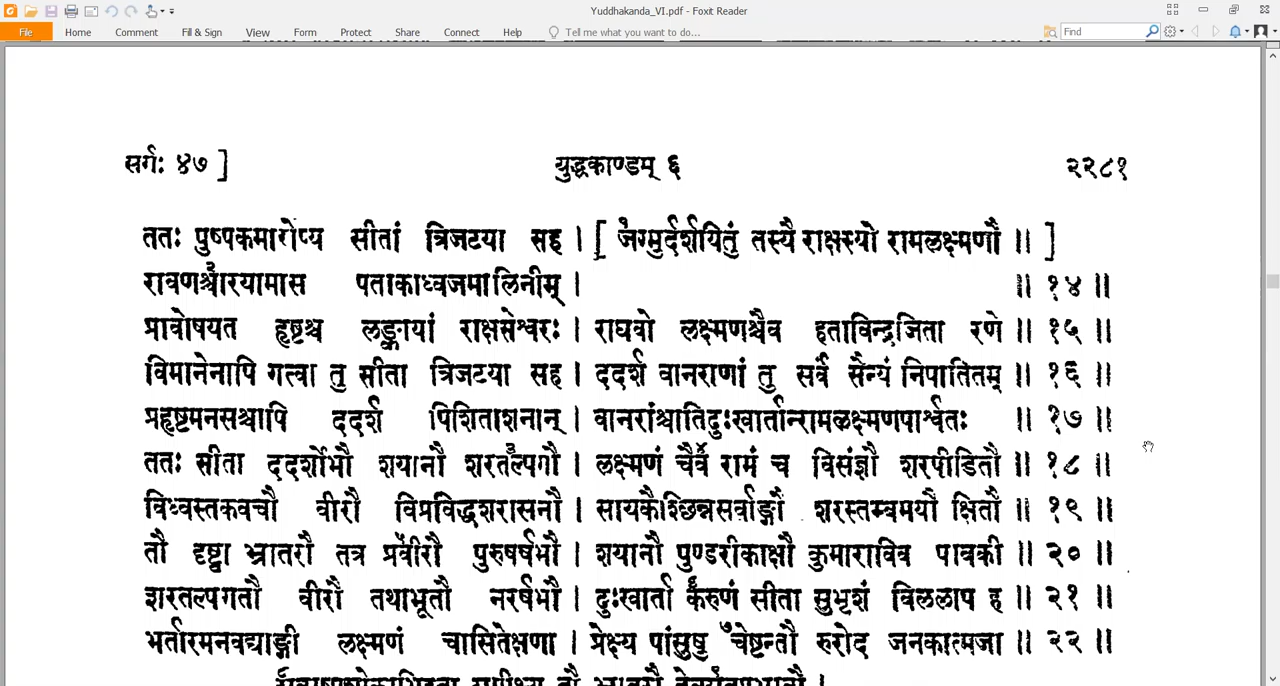 Yuddhakanda_VI.pdf - Foxit Reader
File Home Comment Fill & Sign View Form Protect Share Connect Help Tell me what you want to do... Find
सर्गः ४७ ] युद्धकाण्डम् ६ २२८१
ततः पुष्पकमारोप्य सीतां त्रिजटया सह । [ जग्मुर्दर्शयितुं तस्यै राक्षस्यो रामलक्ष्मणौ ॥ ]
रावणश्चारयामास पताकाध्वजमालिनीम् । ॥ १४ ॥
प्राघोषयत हृष्टश्च लङ्कायां राक्षसेश्वरः । राघवो लक्ष्मणश्चैव हताविन्द्रजिता रणे ॥ १५ ॥
विमानेनापि गत्वा तु सीता त्रिजटया सह । ददर्श वानराणां तु सर्वं सैन्यं निपातितम् ॥ १६ ॥
प्रहृष्टमनसश्चापि ददर्श पिशिताशनान् । वानरांश्चातिदुःखार्तान्रामलक्ष्मणपार्श्वतः ॥ १७ ॥
ततः सीता ददर्शोभौ शयानौ शरतल्पगौ । लक्ष्मणं चैव रामं च विसंज्ञौ शरपीडितौ ॥ १८ ॥
विध्वस्तकवचौ वीरौ विप्रविद्धशरासनौ । सायकैश्छिन्नसर्वाङ्गौ शरस्तम्बमयौ क्षितौ ॥ १९ ॥
तौ दृष्ट्वा भ्रातरौ तत्र प्रवीरौ पुरुषर्षभौ । शयानौ पुण्डरीकाक्षौ कुमाराविव पावकी ॥ २० ॥
शरतल्पगतौ वीरौ तथाभूतौ नरर्षभौ । दुःखार्ता करुणं सीता सुभृशं विललाप ह ॥ २१ ॥
भर्तारमनवद्याङ्गी लक्ष्मणं चासितेक्षणा । प्रेक्ष्य पांसुषु चेष्टन्तौ रुरोद जनकात्मजा ॥ २२ ॥